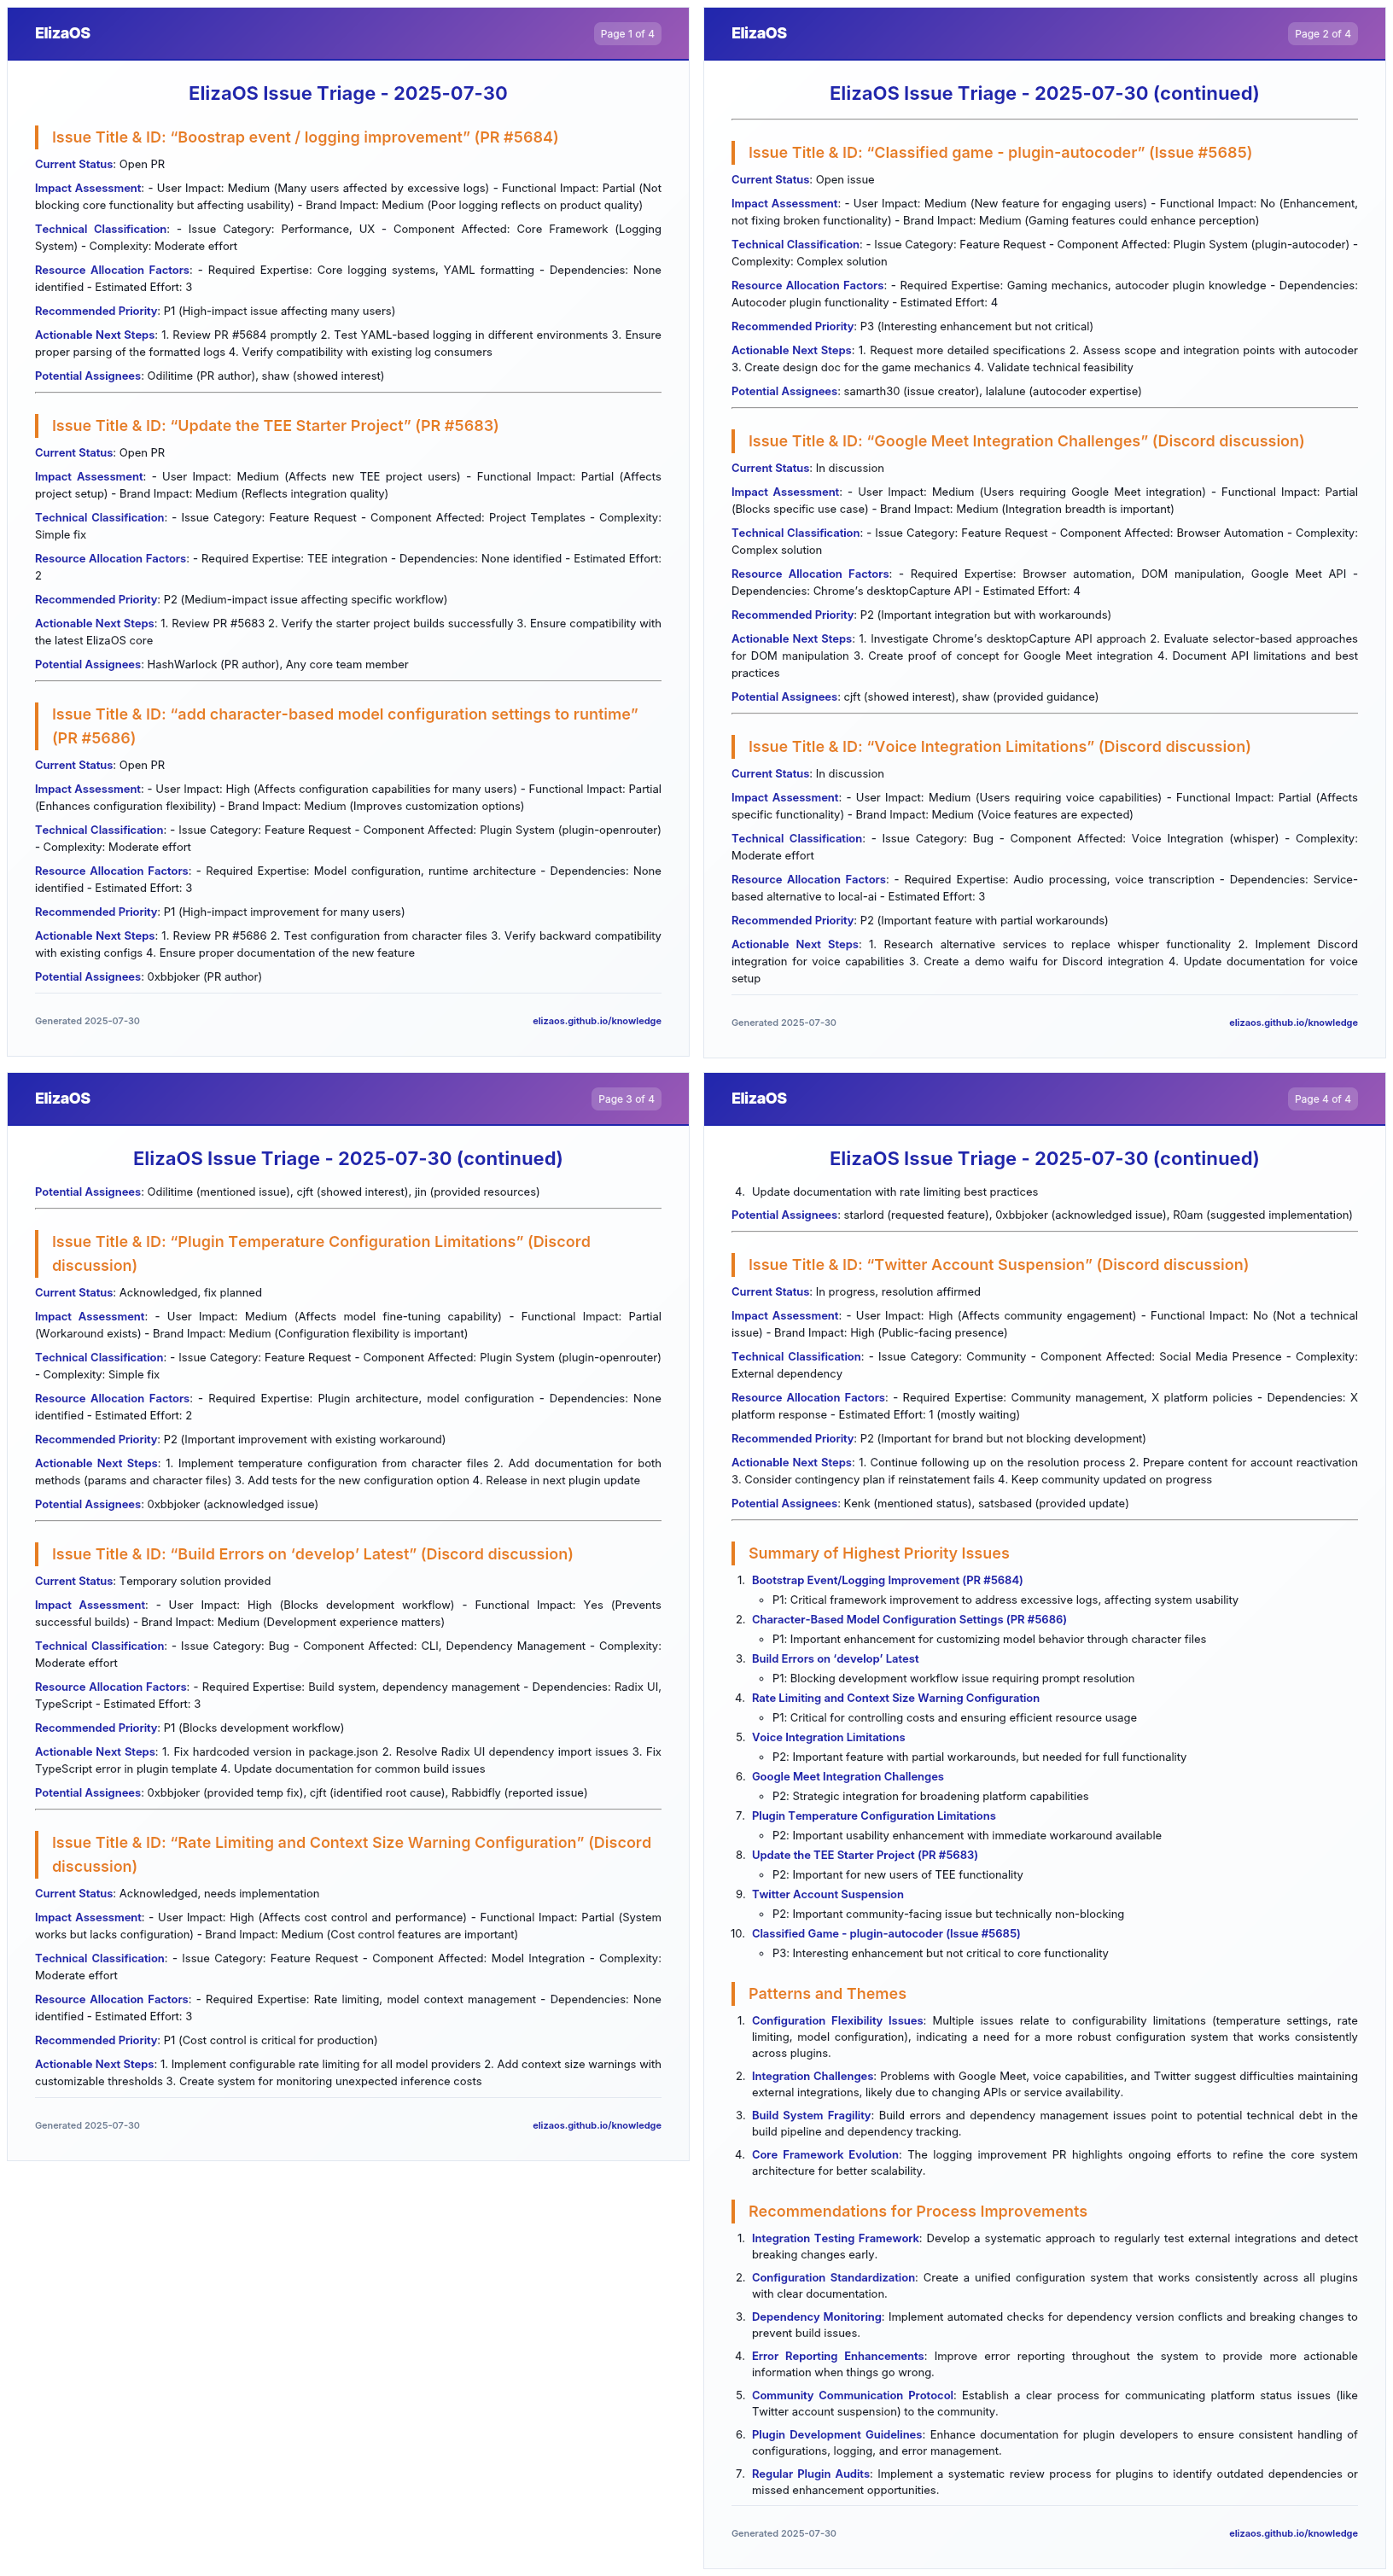 ElizaOS
Page 1 of 4
ElizaOS Issue Triage - 2025-07-30
Issue Title & ID: “Boostrap event / logging improvement” (PR #5684)
Current Status: Open PR
Impact Assessment: - User Impact: Medium (Many users affected by excessive logs) - Functional Impact: Partial (Not
blocking core functionality but affecting usability) - Brand Impact: Medium (Poor logging reflects on product quality)
Technical Classification: - Issue Category: Performance, UX - Component Affected: Core Framework (Logging
System) - Complexity: Moderate effort
Resource Allocation Factors: - Required Expertise: Core logging systems, YAML formatting - Dependencies: None
identified - Estimated Effort: 3
Recommended Priority: P1 (High-impact issue affecting many users)
Actionable Next Steps: 1. Review PR #5684 promptly 2. Test YAML-based logging in different environments 3. Ensure
proper parsing of the formatted logs 4. Verify compatibility with existing log consumers
Potential Assignees: Odilitime (PR author), shaw (showed interest)
Issue Title & ID: “Update the TEE Starter Project” (PR #5683)
Current Status: Open PR
Impact Assessment: - User Impact: Medium (Affects new TEE project users) - Functional Impact: Partial (Affects
project setup) - Brand Impact: Medium (Reflects integration quality)
Technical Classification: - Issue Category: Feature Request - Component Affected: Project Templates - Complexity:
Simple fix
Resource Allocation Factors: - Required Expertise: TEE integration - Dependencies: None identified - Estimated Effort:
2
Recommended Priority: P2 (Medium-impact issue affecting specific workflow)
Actionable Next Steps: 1. Review PR #5683 2. Verify the starter project builds successfully 3. Ensure compatibility with
the latest ElizaOS core
Potential Assignees: HashWarlock (PR author), Any core team member
Issue Title & ID: “add character-based model configuration settings to runtime”
(PR #5686)
Current Status: Open PR
Impact Assessment: - User Impact: High (Affects configuration capabilities for many users) - Functional Impact: Partial
(Enhances configuration flexibility) - Brand Impact: Medium (Improves customization options)
Technical Classification: - Issue Category: Feature Request - Component Affected: Plugin System (plugin-openrouter)
- Complexity: Moderate effort
Resource Allocation Factors: - Required Expertise: Model configuration, runtime architecture - Dependencies: None
identified - Estimated Effort: 3
Recommended Priority: P1 (High-impact improvement for many users)
Actionable Next Steps: 1. Review PR #5686 2. Test configuration from character files 3. Verify backward compatibility
with existing configs 4. Ensure proper documentation of the new feature
Potential Assignees: 0xbbjoker (PR author)
Generated 2025-07-30
elizaos.github.io/knowledge
ElizaOS
Page 2 of 4
ElizaOS Issue Triage - 2025-07-30 (continued)
Issue Title & ID: “Classified game - plugin-autocoder” (Issue #5685)
Current Status: Open issue
Impact Assessment: - User Impact: Medium (New feature for engaging users) - Functional Impact: No (Enhancement,
not fixing broken functionality) - Brand Impact: Medium (Gaming features could enhance perception)
Technical Classification: - Issue Category: Feature Request - Component Affected: Plugin System (plugin-autocoder) -
Complexity: Complex solution
Resource Allocation Factors: - Required Expertise: Gaming mechanics, autocoder plugin knowledge - Dependencies:
Autocoder plugin functionality - Estimated Effort: 4
Recommended Priority: P3 (Interesting enhancement but not critical)
Actionable Next Steps: 1. Request more detailed specifications 2. Assess scope and integration points with autocoder
3. Create design doc for the game mechanics 4. Validate technical feasibility
Potential Assignees: samarth30 (issue creator), lalalune (autocoder expertise)
Issue Title & ID: “Google Meet Integration Challenges” (Discord discussion)
Current Status: In discussion
Impact Assessment: - User Impact: Medium (Users requiring Google Meet integration) - Functional Impact: Partial
(Blocks specific use case) - Brand Impact: Medium (Integration breadth is important)
Technical Classification: - Issue Category: Feature Request - Component Affected: Browser Automation - Complexity:
Complex solution
Resource Allocation Factors: - Required Expertise: Browser automation, DOM manipulation, Google Meet API -
Dependencies: Chrome’s desktopCapture API - Estimated Effort: 4
Recommended Priority: P2 (Important integration but with workarounds)
Actionable Next Steps: 1. Investigate Chrome’s desktopCapture API approach 2. Evaluate selector-based approaches
for DOM manipulation 3. Create proof of concept for Google Meet integration 4. Document API limitations and best
practices
Potential Assignees: cjft (showed interest), shaw (provided guidance)
Issue Title & ID: “Voice Integration Limitations” (Discord discussion)
Current Status: In discussion
Impact Assessment: - User Impact: Medium (Users requiring voice capabilities) - Functional Impact: Partial (Affects
specific functionality) - Brand Impact: Medium (Voice features are expected)
Technical Classification: - Issue Category: Bug - Component Affected: Voice Integration (whisper) - Complexity:
Moderate effort
Resource Allocation Factors: - Required Expertise: Audio processing, voice transcription - Dependencies: Service-
based alternative to local-ai - Estimated Effort: 3
Recommended Priority: P2 (Important feature with partial workarounds)
Actionable Next Steps: 1. Research alternative services to replace whisper functionality 2. Implement Discord
integration for voice capabilities 3. Create a demo waifu for Discord integration 4. Update documentation for voice
setup
Generated 2025-07-30
elizaos.github.io/knowledge
ElizaOS
Page 3 of 4
ElizaOS Issue Triage - 2025-07-30 (continued)
Potential Assignees: Odilitime (mentioned issue), cjft (showed interest), jin (provided resources)
Issue Title & ID: “Plugin Temperature Configuration Limitations” (Discord
discussion)
Current Status: Acknowledged, fix planned
Impact Assessment: - User Impact: Medium (Affects model fine-tuning capability) - Functional Impact: Partial
(Workaround exists) - Brand Impact: Medium (Configuration flexibility is important)
Technical Classification: - Issue Category: Feature Request - Component Affected: Plugin System (plugin-openrouter)
- Complexity: Simple fix
Resource Allocation Factors: - Required Expertise: Plugin architecture, model configuration - Dependencies: None
identified - Estimated Effort: 2
Recommended Priority: P2 (Important improvement with existing workaround)
Actionable Next Steps: 1. Implement temperature configuration from character files 2. Add documentation for both
methods (params and character files) 3. Add tests for the new configuration option 4. Release in next plugin update
Potential Assignees: 0xbbjoker (acknowledged issue)
Issue Title & ID: “Build Errors on ‘develop’ Latest” (Discord discussion)
Current Status: Temporary solution provided
Impact Assessment: - User Impact: High (Blocks development workflow) - Functional Impact: Yes (Prevents
successful builds) - Brand Impact: Medium (Development experience matters)
Technical Classification: - Issue Category: Bug - Component Affected: CLI, Dependency Management - Complexity:
Moderate effort
Resource Allocation Factors: - Required Expertise: Build system, dependency management - Dependencies: Radix UI,
TypeScript - Estimated Effort: 3
Recommended Priority: P1 (Blocks development workflow)
Actionable Next Steps: 1. Fix hardcoded version in package.json 2. Resolve Radix UI dependency import issues 3. Fix
TypeScript error in plugin template 4. Update documentation for common build issues
Potential Assignees: 0xbbjoker (provided temp fix), cjft (identified root cause), Rabbidfly (reported issue)
Issue Title & ID: “Rate Limiting and Context Size Warning Configuration” (Discord
discussion)
Current Status: Acknowledged, needs implementation
Impact Assessment: - User Impact: High (Affects cost control and performance) - Functional Impact: Partial (System
works but lacks configuration) - Brand Impact: Medium (Cost control features are important)
Technical Classification: - Issue Category: Feature Request - Component Affected: Model Integration - Complexity:
Moderate effort
Resource Allocation Factors: - Required Expertise: Rate limiting, model context management - Dependencies: None
identified - Estimated Effort: 3
Recommended Priority: P1 (Cost control is critical for production)
Actionable Next Steps: 1. Implement configurable rate limiting for all model providers 2. Add context size warnings with
customizable thresholds 3. Create system for monitoring unexpected inference costs
Generated 2025-07-30
elizaos.github.io/knowledge
ElizaOS
Page 4 of 4
ElizaOS Issue Triage - 2025-07-30 (continued)
4. Update documentation with rate limiting best practices
Potential Assignees: starlord (requested feature), 0xbbjoker (acknowledged issue), R0am (suggested implementation)
Issue Title & ID: “Twitter Account Suspension” (Discord discussion)
Current Status: In progress, resolution affirmed
Impact Assessment: - User Impact: High (Affects community engagement) - Functional Impact: No (Not a technical
issue) - Brand Impact: High (Public-facing presence)
Technical Classification: - Issue Category: Community - Component Affected: Social Media Presence - Complexity:
External dependency
Resource Allocation Factors: - Required Expertise: Community management, X platform policies - Dependencies: X
platform response - Estimated Effort: 1 (mostly waiting)
Recommended Priority: P2 (Important for brand but not blocking development)
Actionable Next Steps: 1. Continue following up on the resolution process 2. Prepare content for account reactivation
3. Consider contingency plan if reinstatement fails 4. Keep community updated on progress
Potential Assignees: Kenk (mentioned status), satsbased (provided update)
Summary of Highest Priority Issues
1. Bootstrap Event/Logging Improvement (PR #5684)
◦ P1: Critical framework improvement to address excessive logs, affecting system usability
2. Character-Based Model Configuration Settings (PR #5686)
◦ P1: Important enhancement for customizing model behavior through character files
3. Build Errors on ‘develop’ Latest
◦ P1: Blocking development workflow issue requiring prompt resolution
4. Rate Limiting and Context Size Warning Configuration
◦ P1: Critical for controlling costs and ensuring efficient resource usage
5. Voice Integration Limitations
◦ P2: Important feature with partial workarounds, but needed for full functionality
6. Google Meet Integration Challenges
◦ P2: Strategic integration for broadening platform capabilities
7. Plugin Temperature Configuration Limitations
◦ P2: Important usability enhancement with immediate workaround available
8. Update the TEE Starter Project (PR #5683)
◦ P2: Important for new users of TEE functionality
9. Twitter Account Suspension
◦ P2: Important community-facing issue but technically non-blocking
10. Classified Game - plugin-autocoder (Issue #5685)
◦ P3: Interesting enhancement but not critical to core functionality
Patterns and Themes
1. Configuration Flexibility Issues: Multiple issues relate to configurability limitations (temperature settings, rate
limiting, model configuration), indicating a need for a more robust configuration system that works consistently
across plugins.
2. Integration Challenges: Problems with Google Meet, voice capabilities, and Twitter suggest difficulties maintaining
external integrations, likely due to changing APIs or service availability.
3. Build System Fragility: Build errors and dependency management issues point to potential technical debt in the
build pipeline and dependency tracking.
4. Core Framework Evolution: The logging improvement PR highlights ongoing efforts to refine the core system
architecture for better scalability.
Recommendations for Process Improvements
1. Integration Testing Framework: Develop a systematic approach to regularly test external integrations and detect
breaking changes early.
2. Configuration Standardization: Create a unified configuration system that works consistently across all plugins
with clear documentation.
3. Dependency Monitoring: Implement automated checks for dependency version conflicts and breaking changes to
prevent build issues.
4. Error Reporting Enhancements: Improve error reporting throughout the system to provide more actionable
information when things go wrong.
5. Community Communication Protocol: Establish a clear process for communicating platform status issues (like
Twitter account suspension) to the community.
6. Plugin Development Guidelines: Enhance documentation for plugin developers to ensure consistent handling of
configurations, logging, and error management.
7. Regular Plugin Audits: Implement a systematic review process for plugins to identify outdated dependencies or
missed enhancement opportunities.
Generated 2025-07-30
elizaos.github.io/knowledge